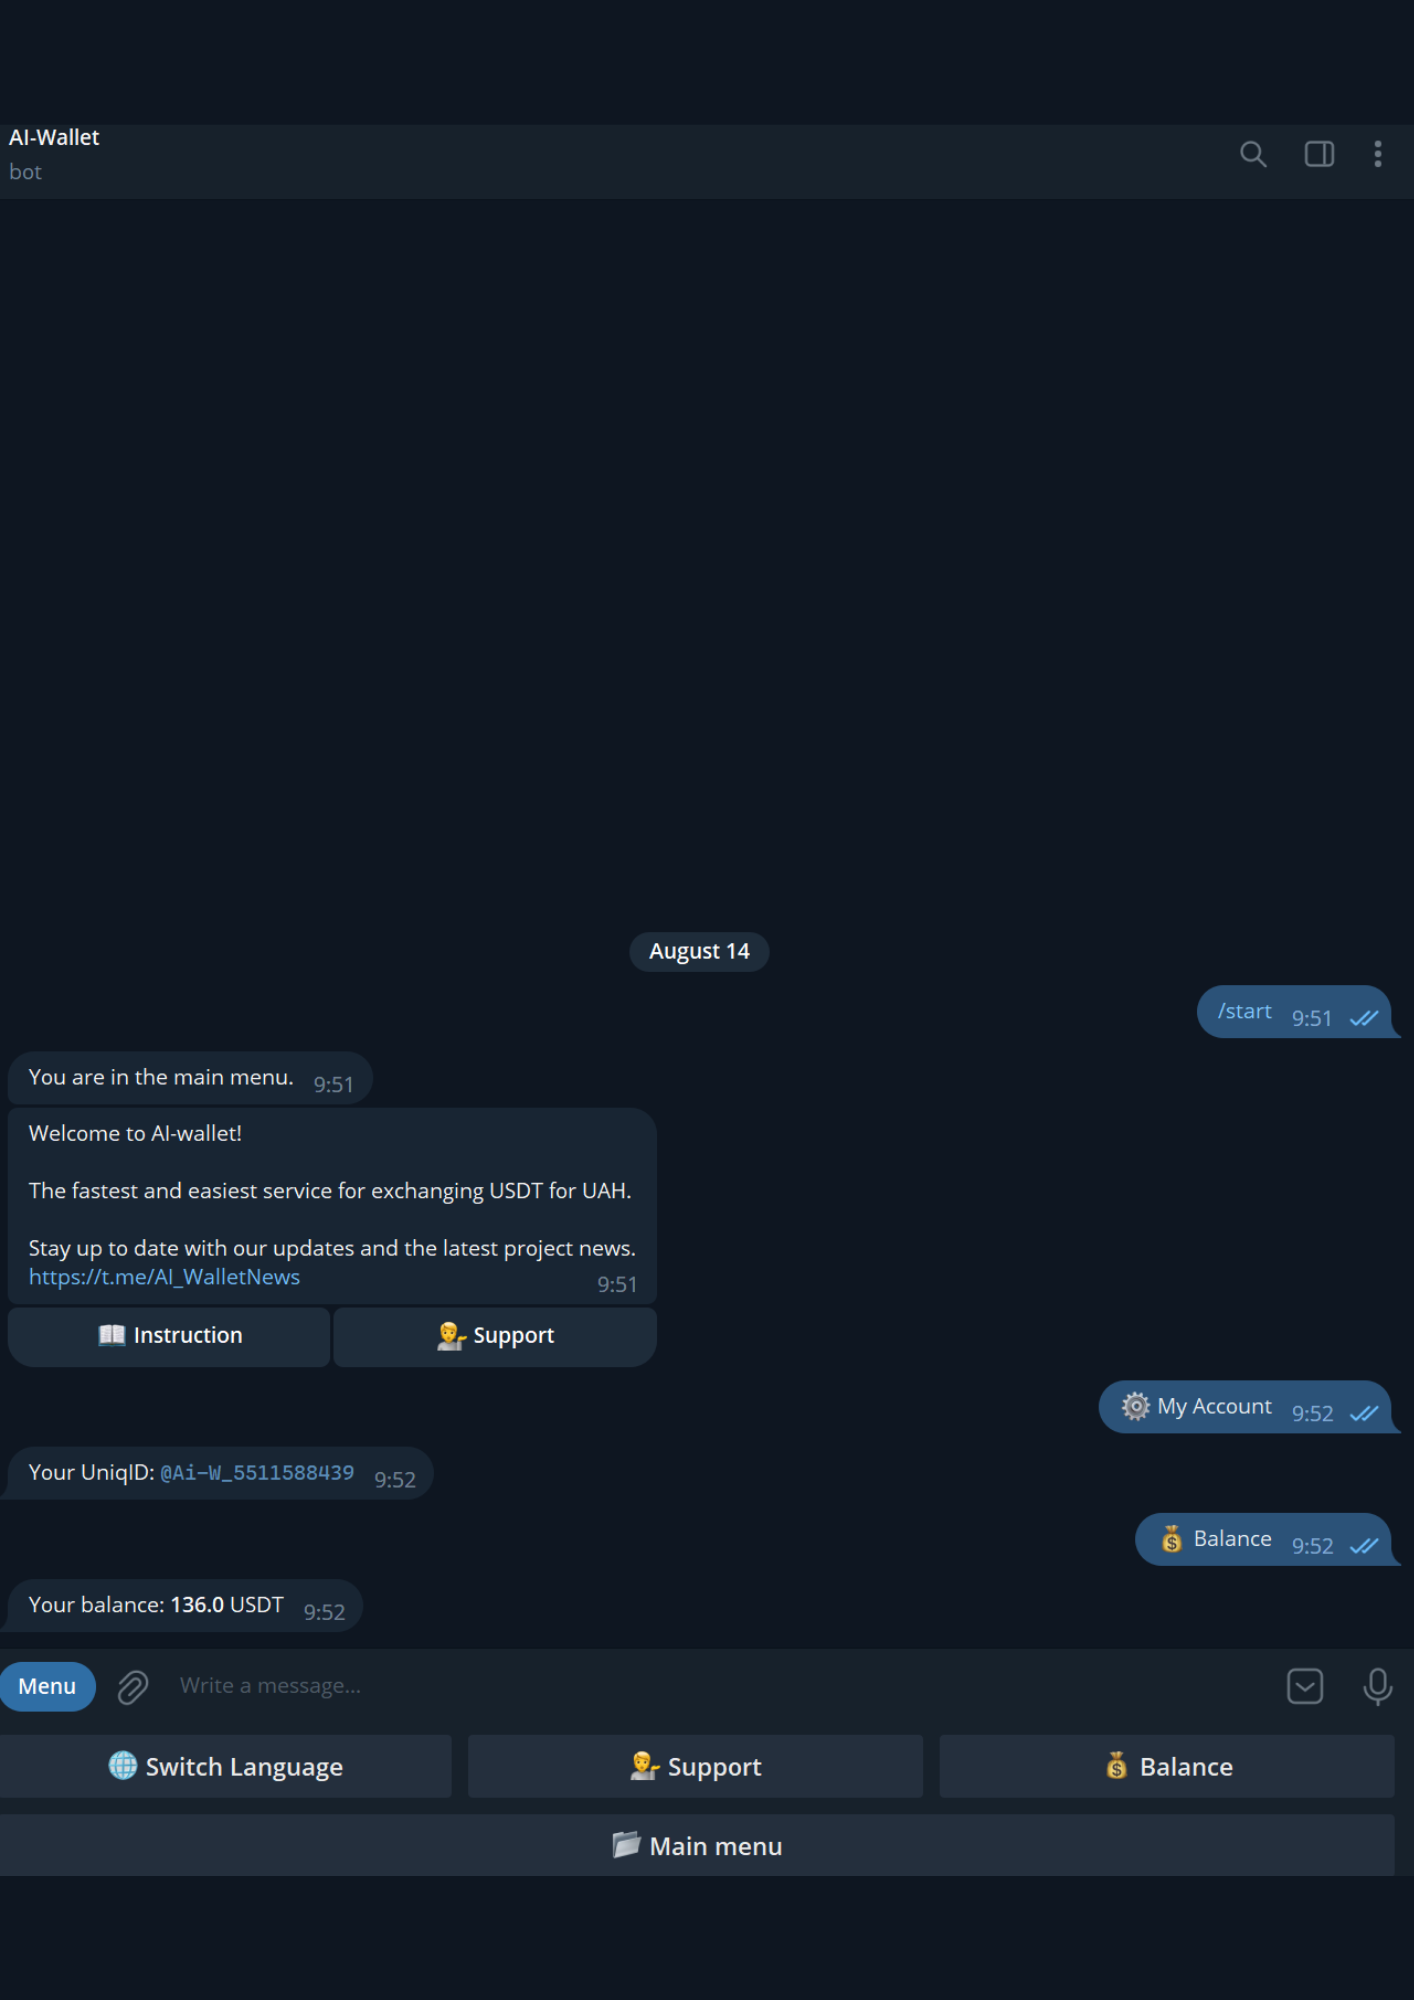 AI-Wallet
bot
August 14
/start 9:51
You are in the main menu. 9:51
Welcome to AI-wallet!
The fastest and easiest service for exchanging USDT for UAH.
Stay up to date with our updates and the latest project news.
https://t.me/AI_WalletNews 9:51
Instruction Support
My Account 9:52
Your UniqID: @Ai-W_5511588439 9:52
Balance 9:52
Your balance: 136.0 USDT 9:52
Menu Write a message...
Switch Language Support Balance
Main menu